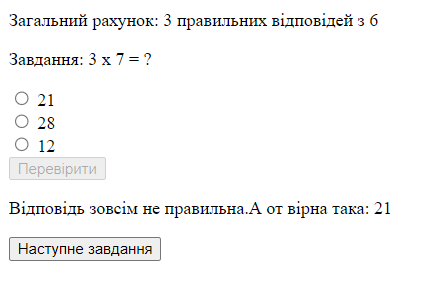 Загальний рахунок: 3 правильних відповідей з 6
Завдання: 3 x 7 = ?
21
28
12
Перевірити
Відповідь зовсім не правильна.А от вірна така: 21
Наступне завдання